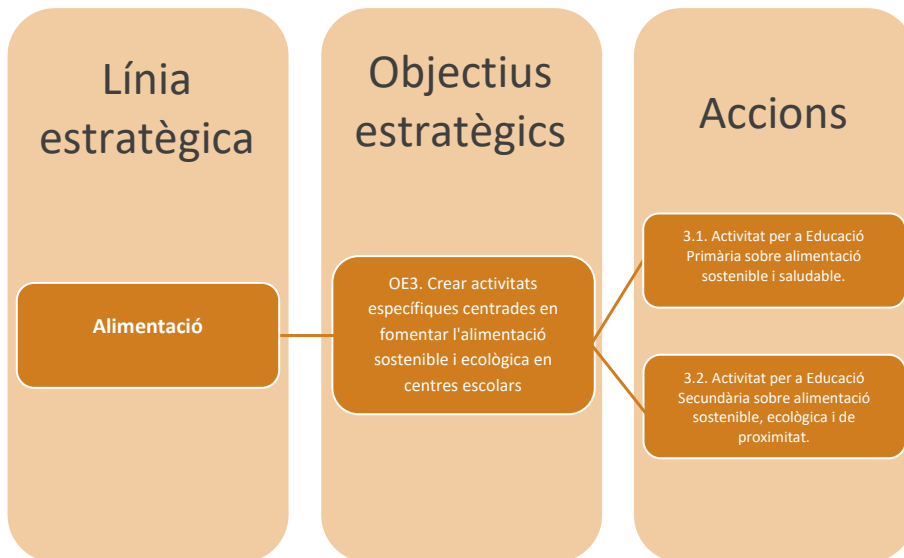 Línia
estratègica
Alimentació
Objectius
estratègics
OE3. Crear activitats
específiques centrades en
fomentar l'alimentació
sostenible i ecològica en
centres escolars
Accions
3.1. Activitat per a Educació
Primària sobre alimentació
sostenible i saludable.
3.2. Activitat per a Educació
Secundària sobre alimentació
sostenible, ecològica i de
proximitat.